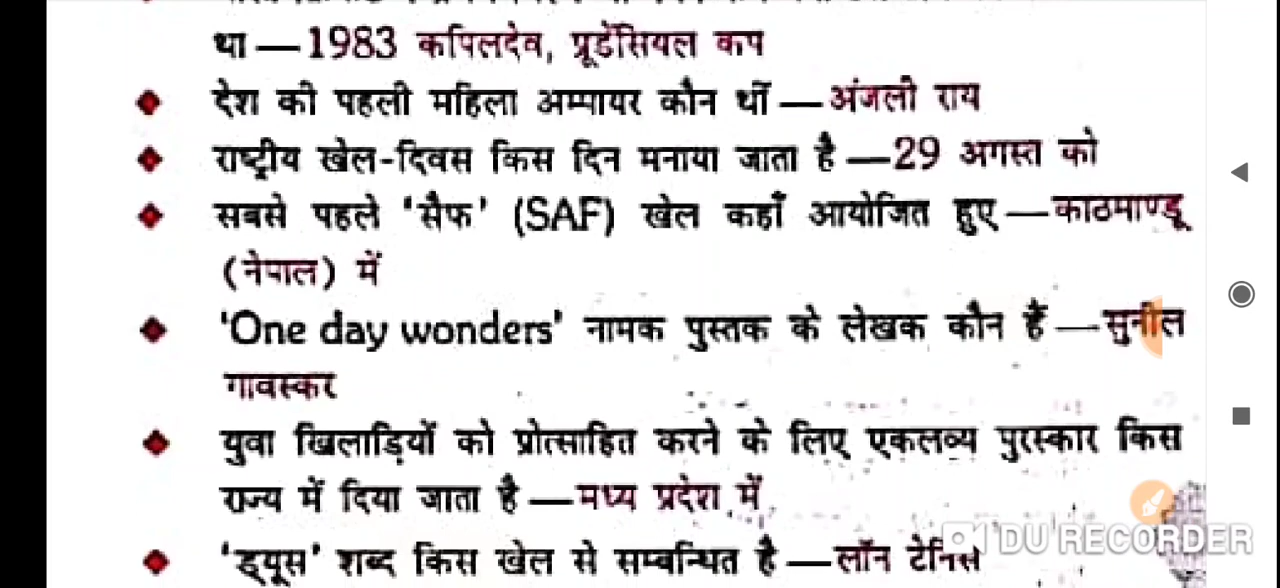 था—1983 कपिलदेव, प्रूडेंसियल कप
देश की पहली महिला अम्पायर कौन थीं—अंजली राय
राष्ट्रीय खेल-दिवस किस दिन मनाया जाता है—29 अगस्त को
सबसे पहले 'सैफ' (SAF) खेल कहाँ आयोजित हुए—काठमाण्डू
(नेपाल) में
'One day wonders' नामक पुस्तक के लेखक कौन हैं—सुनील
गावस्कर
युवा खिलाड़ियों को प्रोत्साहित करने के लिए एकलव्य पुरस्कार किस
राज्य में दिया जाता है—मध्य प्रदेश में
'ड्यूस' शब्द किस खेल से सम्बन्धित है—लॉन टेनिस
DU RECORDER